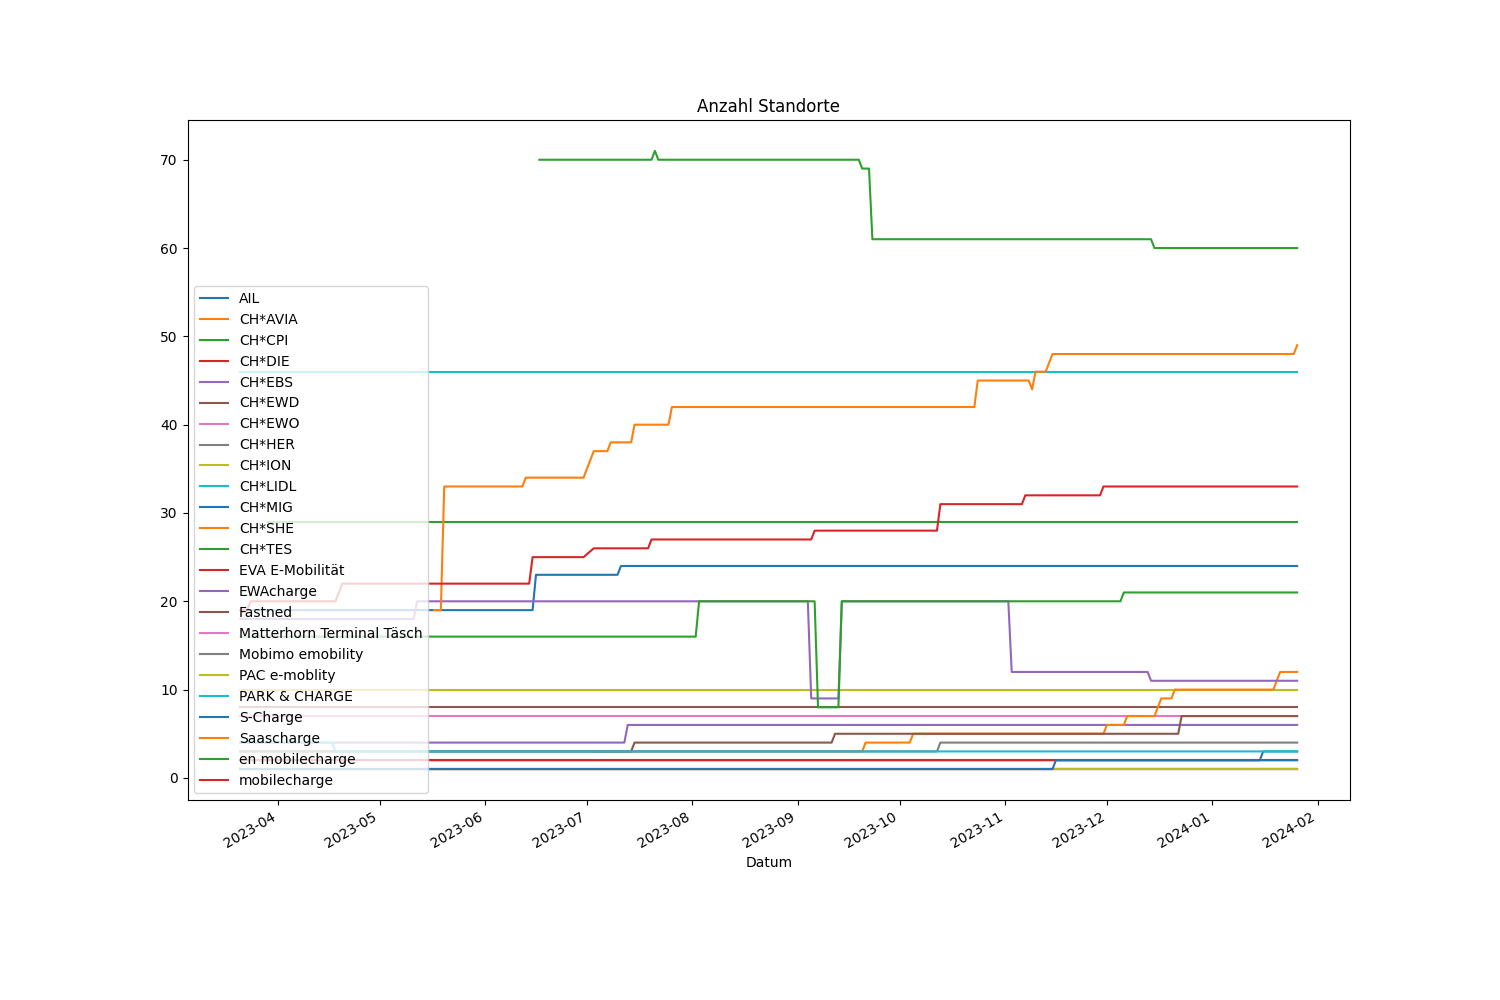 Anzahl Standorte
70
60
50
40
30
20
10
0
AIL
CH*AVIA
CH*CPI
CH*DIE
CH*EBS
CH*EWD
CH*EWO
CH*HER
CH*ION
CH*LIDL
CH*MIG
CH*SHE
CH*TES
EVA E-Mobilität
EWAcharge
Fastned
Matterhorn Terminal Täsch
Mobimo emobility
PAC e-moblity
PARK & CHARGE
S-Charge
Saascharge
en mobilecharge
mobilecharge
2023-04
2023-05
2023-06
2023-07
2023-08
2023-09
2023-10
2023-11
2023-12
2024-01
2024-02
Datum